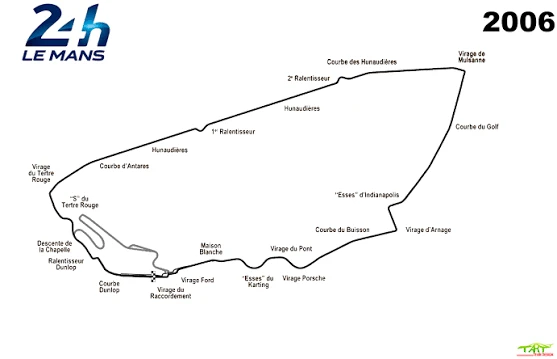 24h
LE MANS
2006
Virage de
Mulsanne
Courbe des Hunaudières
2e Ralentisseur
Hunaudières
1er Ralentisseur
Courbe du Golf
Hunaudières
Courbe d'Antares
Virage
du Tertre
Rouge
"S" du
Tertre Rouge
"Esses" d'Indianapolis
Courbe du Buisson
Virage d'Arnage
Descente de
la Chapelle
Ralentisseur
Dunlop
Maison
Blanche
Virage du Pont
Courbe
Dunlop
Virage Ford
Virage du
Raccordement
"Esses" du
Karting
Virage Porsche